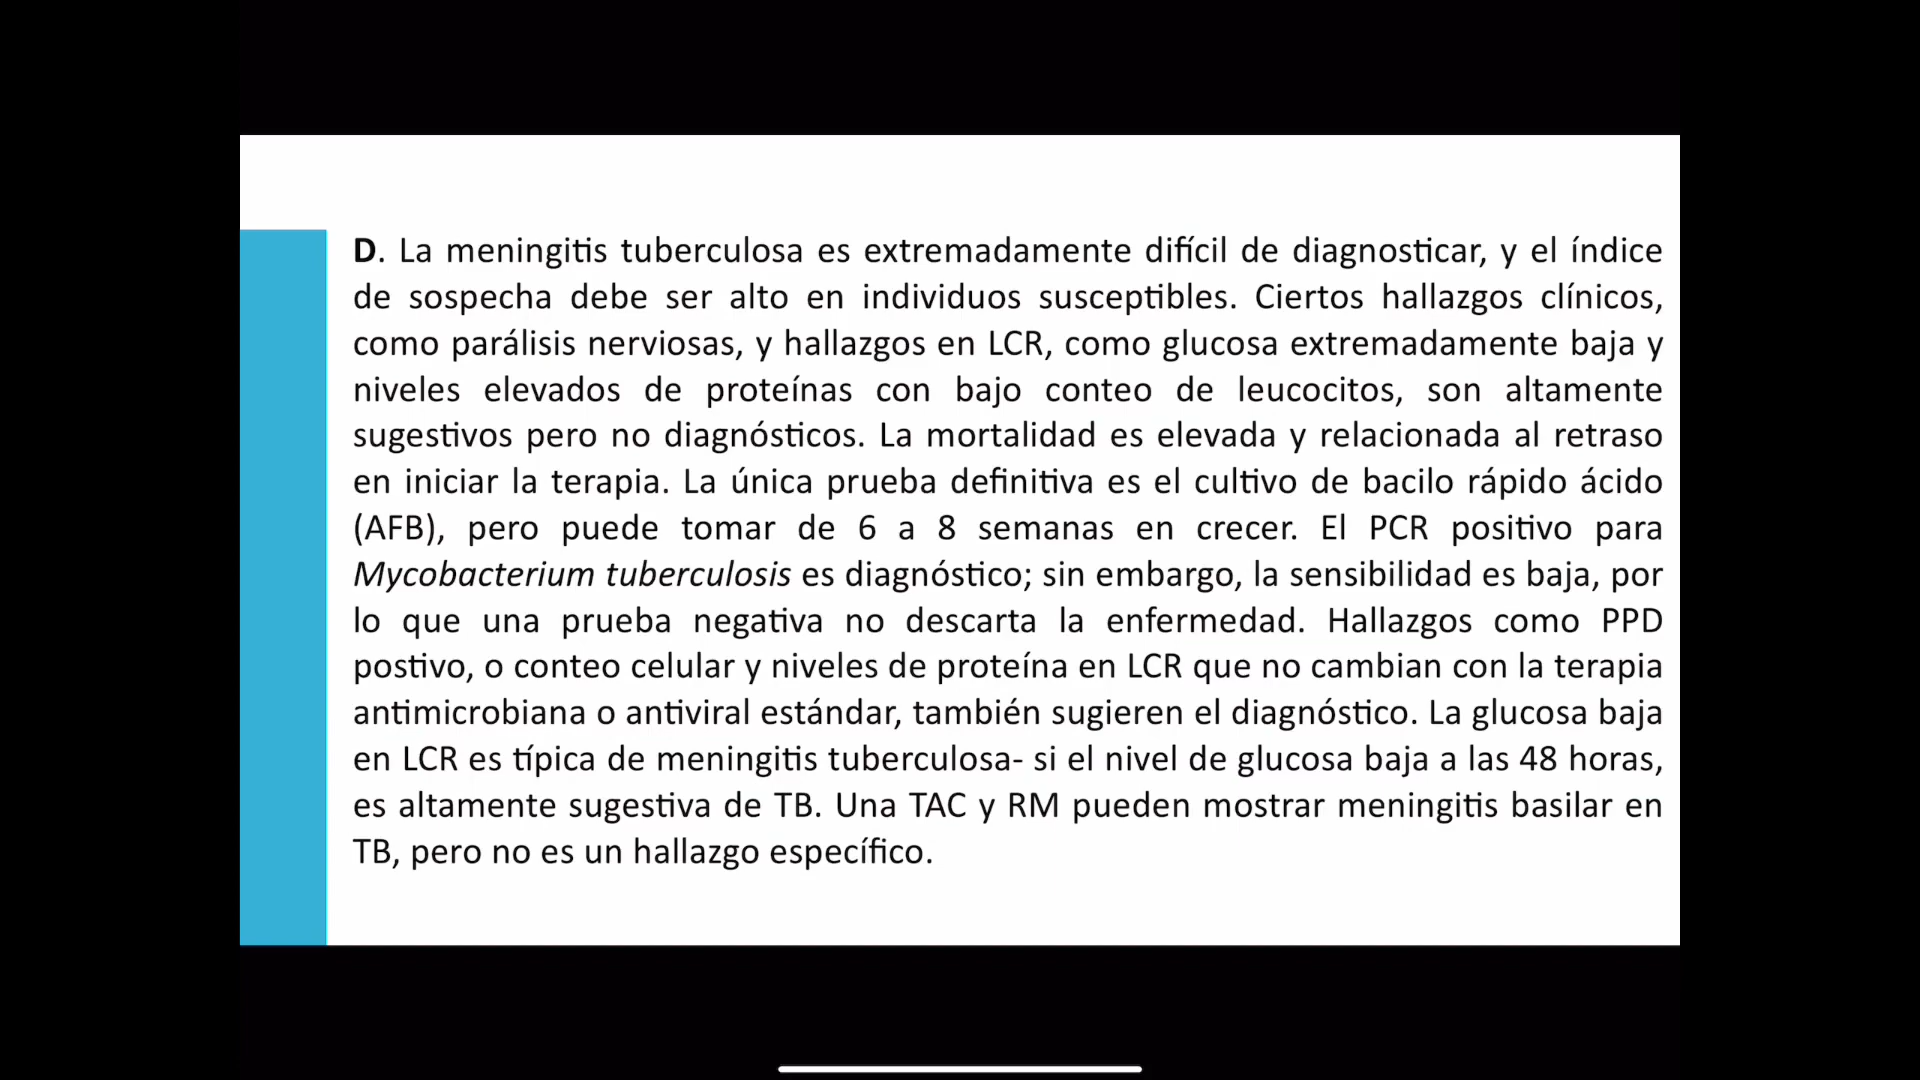 D. La meningitis tuberculosa es extremadamente difícil de diagnosticar, y el índice
de sospecha debe ser alto en individuos susceptibles. Ciertos hallazgos clínicos,
como parálisis nerviosas, y hallazgos en LCR, como glucosa extremadamente baja y
niveles elevados de proteínas con bajo conteo de leucocitos, son altamente
sugestivos pero no diagnósticos. La mortalidad es elevada y relacionada al retraso
en iniciar la terapia. La única prueba definitiva es el cultivo de bacilo rápido ácido
(AFB), pero puede tomar de 6 a 8 semanas en crecer. El PCR positivo para
Mycobacterium tuberculosis es diagnóstico; sin embargo, la sensibilidad es baja, por
lo que una prueba negativa no descarta la enfermedad. Hallazgos como PPD
postivo, o conteo celular y niveles de proteína en LCR que no cambian con la terapia
antimicrobiana o antiviral estándar, también sugieren el diagnóstico. La glucosa baja
en LCR es típica de meningitis tuberculosa- si el nivel de glucosa baja a las 48 horas,
es altamente sugestiva de TB. Una TAC y RM pueden mostrar meningitis basilar en
TB, pero no es un hallazgo específico.